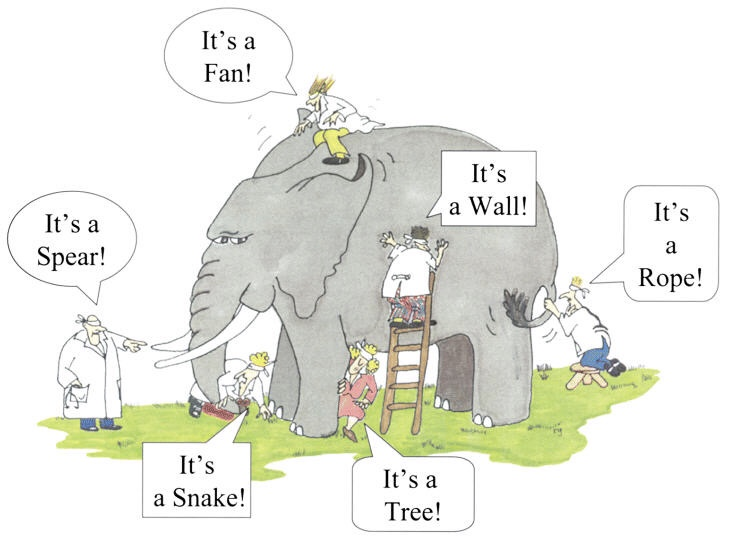 It's a
Fan!
It's
a Wall!
It's
a
Rope!
It's a
Spear!
It's
a Snake!
It's a
Tree!